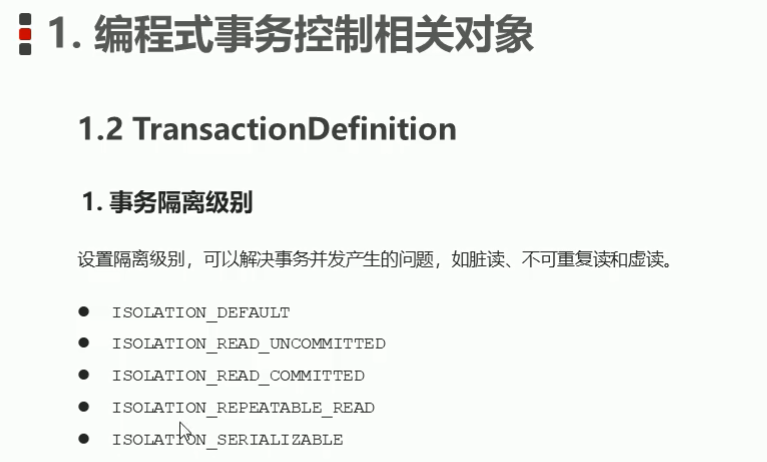 1. 编程式事务控制相关对象
1.2 TransactionDefinition
1. 事务隔离级别
设置隔离级别，可以解决事务并发产生的问题，如脏读、不可重复读和虚读。
● ISOLATION_DEFAULT
● ISOLATION_READ_UNCOMMITTED
● ISOLATION_READ_COMMITTED
● ISOLATION_REPEATABLE_READ
● ISOLATION_SERIALIZABLE